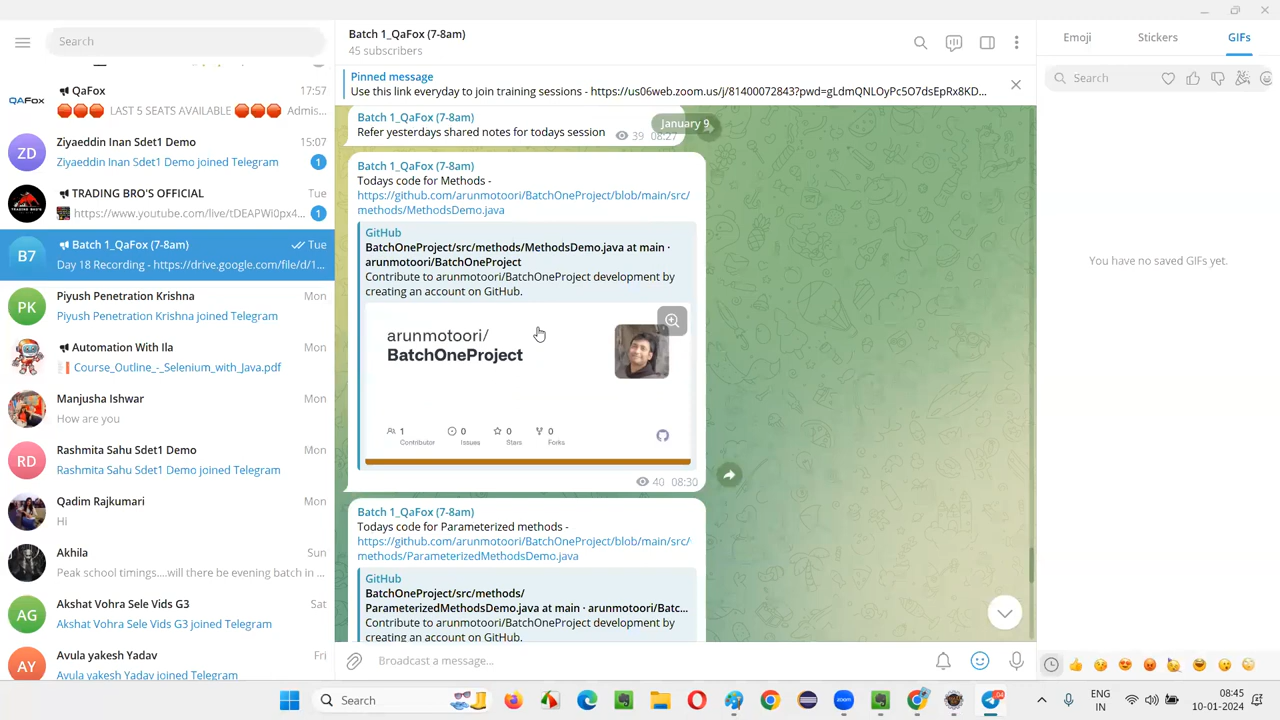 Search
QAFOX
QaFox
17:57
🛑🛑🛑 LAST 5 SEATS AVAILABLE 🛑🛑🛑 Admis...
ZD
Ziyaeddin Inan Sdet1 Demo
15:07
Ziyaeddin Inan Sdet1 Demo joined Telegram
1
TRADING BRO'S OFFICIAL
Tue
https://www.youtube.com/live/tDEAPWi0px4...
1
B7
Batch 1_QaFox (7-8am)
Tue
Day 18 Recording - https://drive.google.com/file/d/1...
PK
Piyush Penetration Krishna
Mon
Piyush Penetration Krishna joined Telegram
Automation With Ila
Mon
Course_Outline_-_Selenium_with_Java.pdf
Manjusha Ishwar
Mon
How are you
RD
Rashmita Sahu Sdet1 Demo
Mon
Rashmita Sahu Sdet1 Demo joined Telegram
Qadim Rajkumari
Mon
Hi
Akhila
Sun
Peak school timings....will there be evening batch in ...
AG
Akshat Vohra Sele Vids G3
Sat
Akshat Vohra Sele Vids G3 joined Telegram
AY
Avula yakesh Yadav
Fri
Avula yakesh Yadav joined Telegram
Batch 1_QaFox (7-8am)
45 subscribers
Pinned message
Use this link everyday to join training sessions - https://us06web.zoom.us/j/81400072843?pwd=gLdmQNLOyPc5O7dsEpRx8KD...
January 9
Batch 1_QaFox (7-8am)
Refer yesterdays shared notes for todays session
39 08:27
Batch 1_QaFox (7-8am)
Todays code for Methods -
https://github.com/arunmotoori/BatchOneProject/blob/main/src/
methods/MethodsDemo.java
GitHub
BatchOneProject/src/methods/MethodsDemo.java at main ·
arunmotoori/BatchOneProject
Contribute to arunmotoori/BatchOneProject development by
creating an account on GitHub.
arunmotoori/
BatchOneProject
1
Contributor
0
Issues
0
Stars
0
Forks
40 08:30
Batch 1_QaFox (7-8am)
Todays code for Parameterized methods -
https://github.com/arunmotoori/BatchOneProject/blob/main/src/
methods/ParameterizedMethodsDemo.java
GitHub
BatchOneProject/src/methods/
ParameterizedMethodsDemo.java at main · arunmotoori/Batc...
Contribute to arunmotoori/BatchOneProject development by
creating an account on GitHub.
Broadcast a message...
Emoji
Stickers
GIFs
Search
You have no saved GIFs yet.
Search
zoom
04
ENG
IN
08:45
10-01-2024